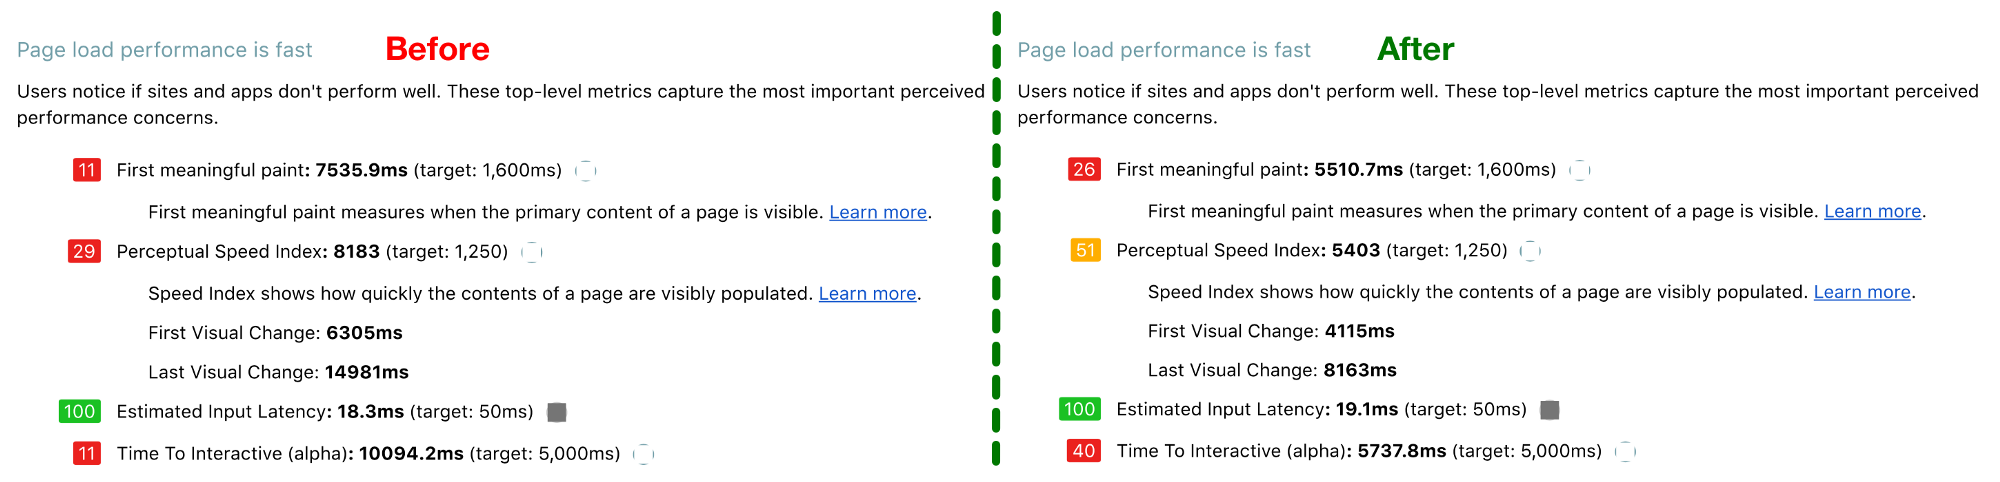 Page load performance is fast
Before
Users notice if sites and apps don't perform well. These top-level metrics capture the most important perceived
performance concerns.
11 First meaningful paint: 7535.9ms (target: 1,600ms)
First meaningful paint measures when the primary content of a page is visible. Learn more.
29 Perceptual Speed Index: 8183 (target: 1,250)
Speed Index shows how quickly the contents of a page are visibly populated. Learn more.
First Visual Change: 6305ms
Last Visual Change: 14981ms
100 Estimated Input Latency: 18.3ms (target: 50ms)
11 Time To Interactive (alpha): 10094.2ms (target: 5,000ms)
Page load performance is fast
After
Users notice if sites and apps don't perform well. These top-level metrics capture the most important perceived
performance concerns.
26 First meaningful paint: 5510.7ms (target: 1,600ms)
First meaningful paint measures when the primary content of a page is visible. Learn more.
51 Perceptual Speed Index: 5403 (target: 1,250)
Speed Index shows how quickly the contents of a page are visibly populated. Learn more.
First Visual Change: 4115ms
Last Visual Change: 8163ms
100 Estimated Input Latency: 19.1ms (target: 50ms)
40 Time To Interactive (alpha): 5737.8ms (target: 5,000ms)